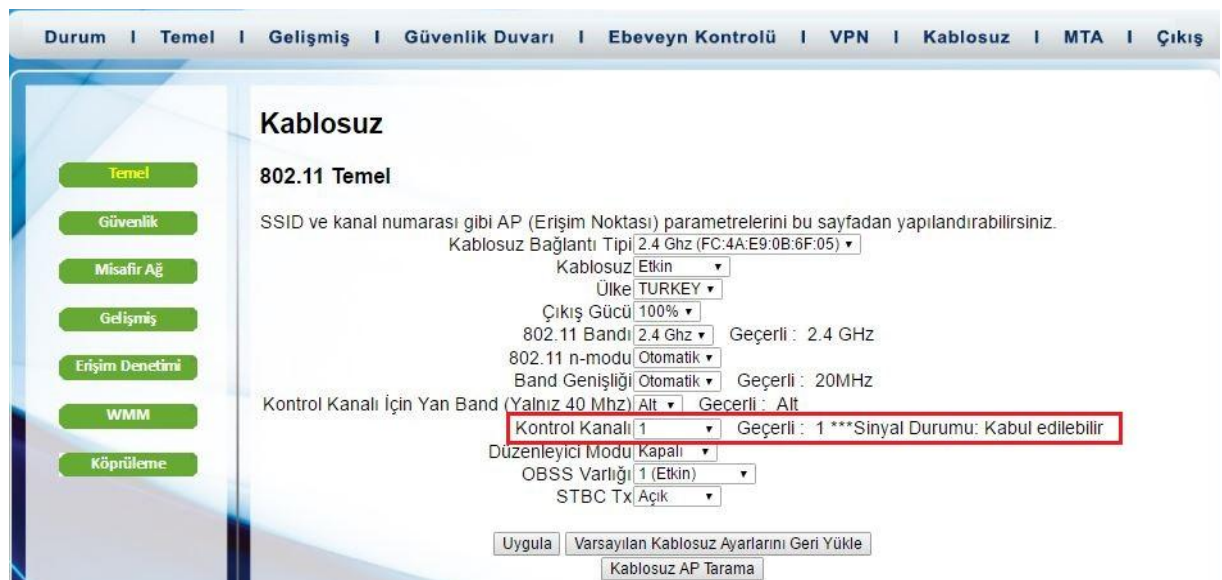 Durum | Temel | Gelişmiş | Güvenlik Duvarı | Ebeveyn Kontrolü | VPN | Kablosuz | MTA | Çıkış
Kablosuz
802.11 Temel
Temel
Güvenlik
Misafir Ağ
Gelişmiş
Erişim Denetimi
WMM
Köprüleme
SSID ve kanal numarası gibi AP (Erişim Noktası) parametrelerini bu sayfadan yapılandırabilirsiniz.
Kablosuz Bağlantı Tipi 2.4 Ghz (FC:4A:E9:0B:6F:05)
Kablosuz Etkin
Ülke TURKEY
Çıkış Gücü 100%
802.11 Bandı 2.4 Ghz Geçerli : 2.4 GHz
802.11 n-modu Otomatik
Band Genişliği Otomatik Geçerli : 20MHz
Kontrol Kanalı İçin Yan Band (Yalnız 40 Mhz) Alt Geçerli : Alt
Kontrol Kanalı 1 Geçerli : 1 ***Sinyal Durumu: Kabul edilebilir
Düzenleyici Modu Kapalı
OBSS Varlığı 1 (Etkin)
STBC Tx Açık
Uygula Varsayılan Kablosuz Ayarlarını Geri Yükle
Kablosuz AP Tarama